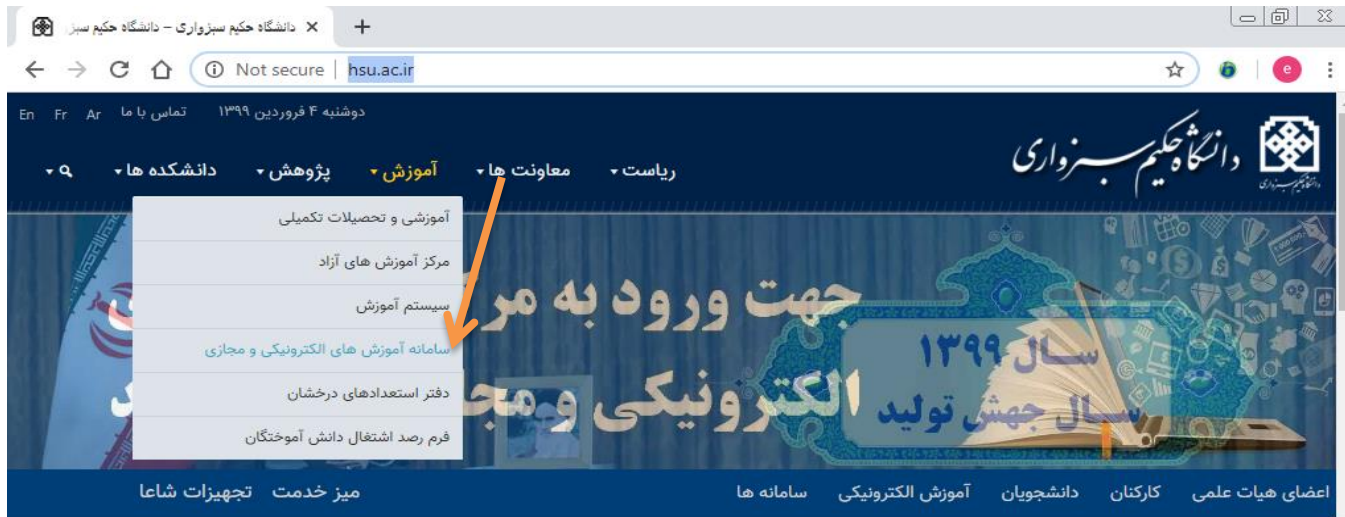 دانشگاه حکیم سبزواری – دانشگاه حکیم سبز
Not secure | hsu.ac.ir
e
دوشنبه ۴ فروردین ۱۳۹۹ تماس با ما Ar Fr En
دانشگاه حکیم سبزواری
دانشگاه حکیم سبزواری
ریاست معاونت ها آموزش پژوهش دانشکده ها
آموزشی و تحصیلات تکمیلی
مرکز آموزش های آزاد
سیستم آموزش
سامانه آموزش های الکترونیکی و مجازی
دفتر استعدادهای درخشان
فرم رصد اشتغال دانش آموختگان
جهت ورود به
الکترونیکی و
سال ۱۳۹۹
سال جهش تولید
اعضای هیات علمی کارکنان دانشجویان آموزش الکترونیکی سامانه ها میز خدمت تجهیزات شاعا